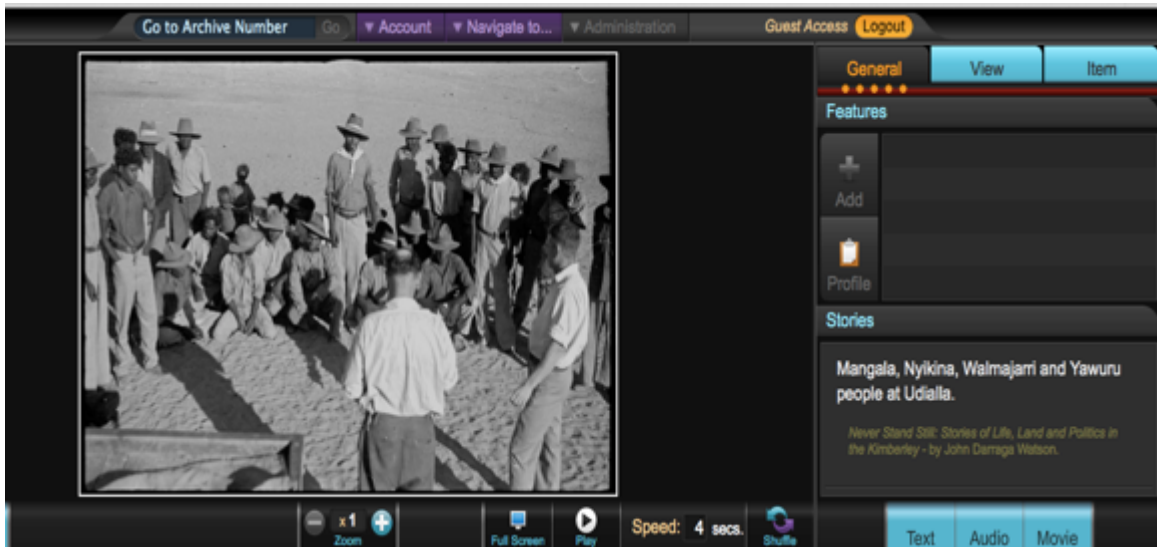 Go to Archive Number Go ▼ Account ▼ Navigate to... ▼ Administration Guest Access Logout
General View Item
Features
Add
Profile
Stories
Mangala, Nyikina, Walmajarri and Yawuru
people at Udialla.
Never Stand Still: Stories of Life, Land and Politics in
the Kimberley - by John Darraga Watson.
x1 Zoom Full Screen Play Speed: 4 secs. Shuffle
Text Audio Movie